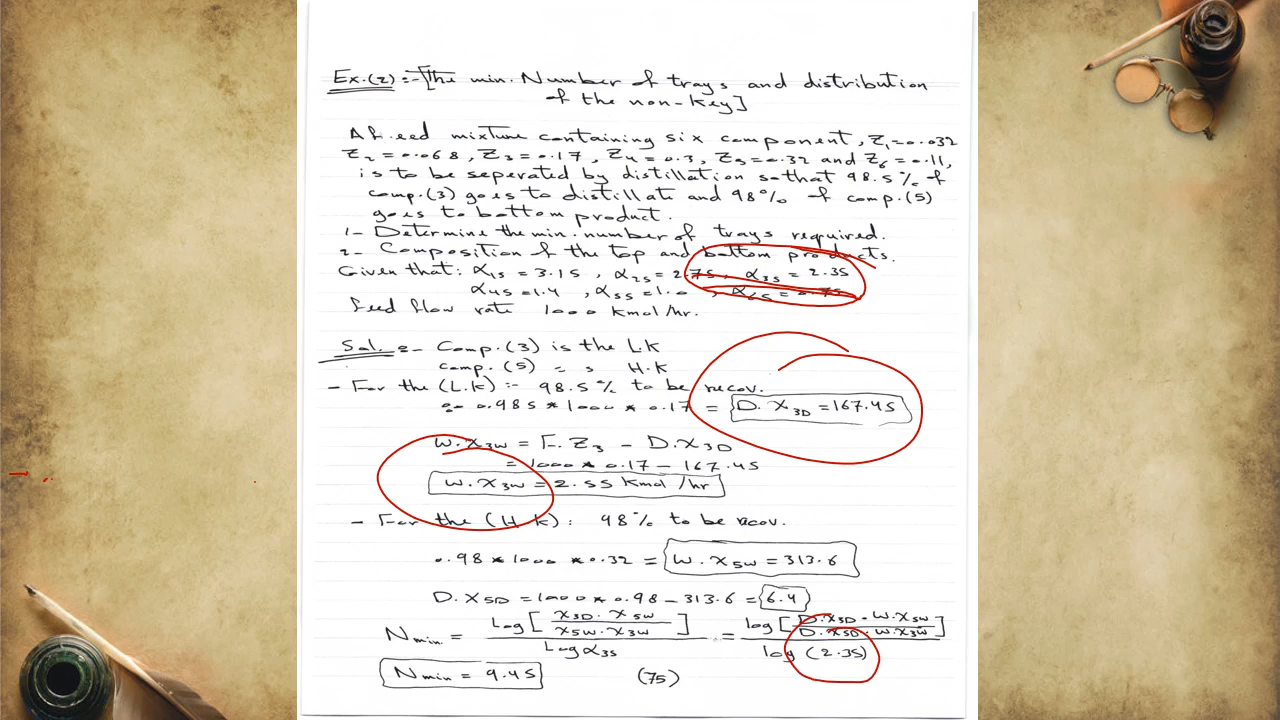 Ex.(2) :- [The min. Number of trays and distribution
of the non-Key]
A feed mixture containing six component, Z1=0.032
Z2=0.068, Z3=0.17, Z4=0.3, Z5=0.32 and Z6=0.11,
is to be seperated by distillation so that 98.5% of
comp.(3) goes to distillate and 98% of comp.(5)
goes to bottom product.
1- Determine the min. number of trays required.
2- Composition of the top and bottom products.
Given that: α15 = 3.15, α25 = 2.75, α35 = 2.35
α45 = 1.4, α55 = 1.0, α65 = 0.75
feed flow rate 1000 Kmol/hr.
Sol. :- Comp.(3) is the L.K
comp. (5) = = H.K
- For the (L.K) :- 98.5% to be recov.
∴ 0.985 * 1000 * 0.17 = D. X3D = 167.45
W.X3W = F. Z3 - D.X3D
= 1000 * 0.17 - 167.45
W.X3W = 2.55 Kmol/hr
- For the (H.K): 98% to be recov.
0.98 * 1000 * 0.32 = W. X5W = 313.6
D. X5D = 1000 * 0.98 - 313.6 = 6.4
Nmin = Log[(X3D. X5W)/(X5W. X3W)] / Log α35 = log[(D.X3D . W.X5W)/(D.X5D . W.X3W)] / log (2.35)
Nmin = 9.45 (75)